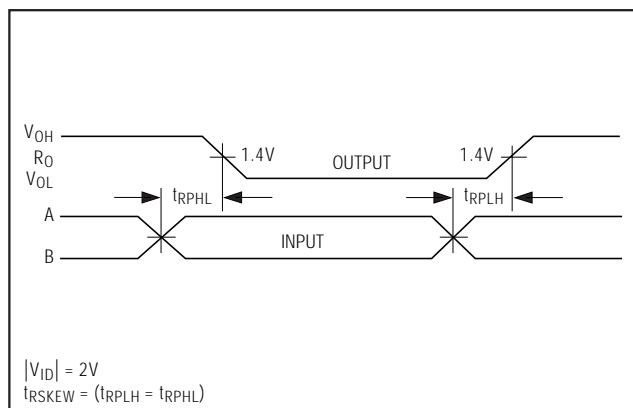 VOH
RO
VOL
1.4V
OUTPUT
1.4V
tRPHL
tRPLH
A
INPUT
B
|VID| = 2V
tRSKEW = (tRPLH = tRPHL)